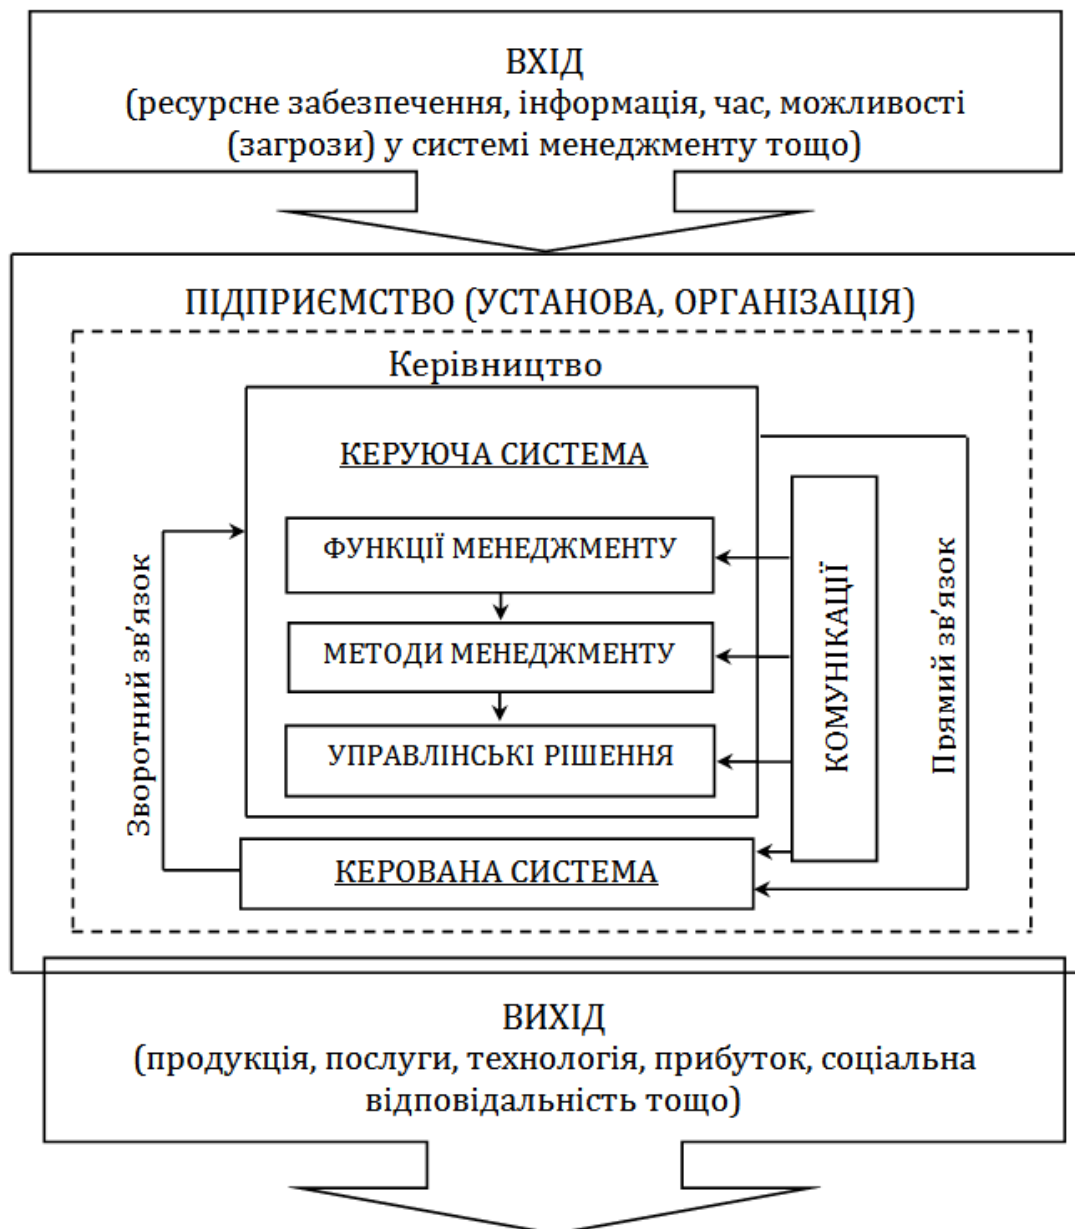 ВХІД
(ресурсне забезпечення, інформація, час, можливості
(загрози) у системі менеджменту тощо)
ПІДПРИЄМСТВО (УСТАНОВА, ОРГАНІЗАЦІЯ)
Керівництво
КЕРУЮЧА СИСТЕМА
ФУНКЦІЇ МЕНЕДЖМЕНТУ
МЕТОДИ МЕНЕДЖМЕНТУ
УПРАВЛІНСЬКІ РІШЕННЯ
КЕРОВАНА СИСТЕМА
Зворотний зв’язок
КОМУНІКАЦІЇ
Прямий зв’язок
ВИХІД
(продукція, послуги, технологія, прибуток, соціальна
відповідальність тощо)